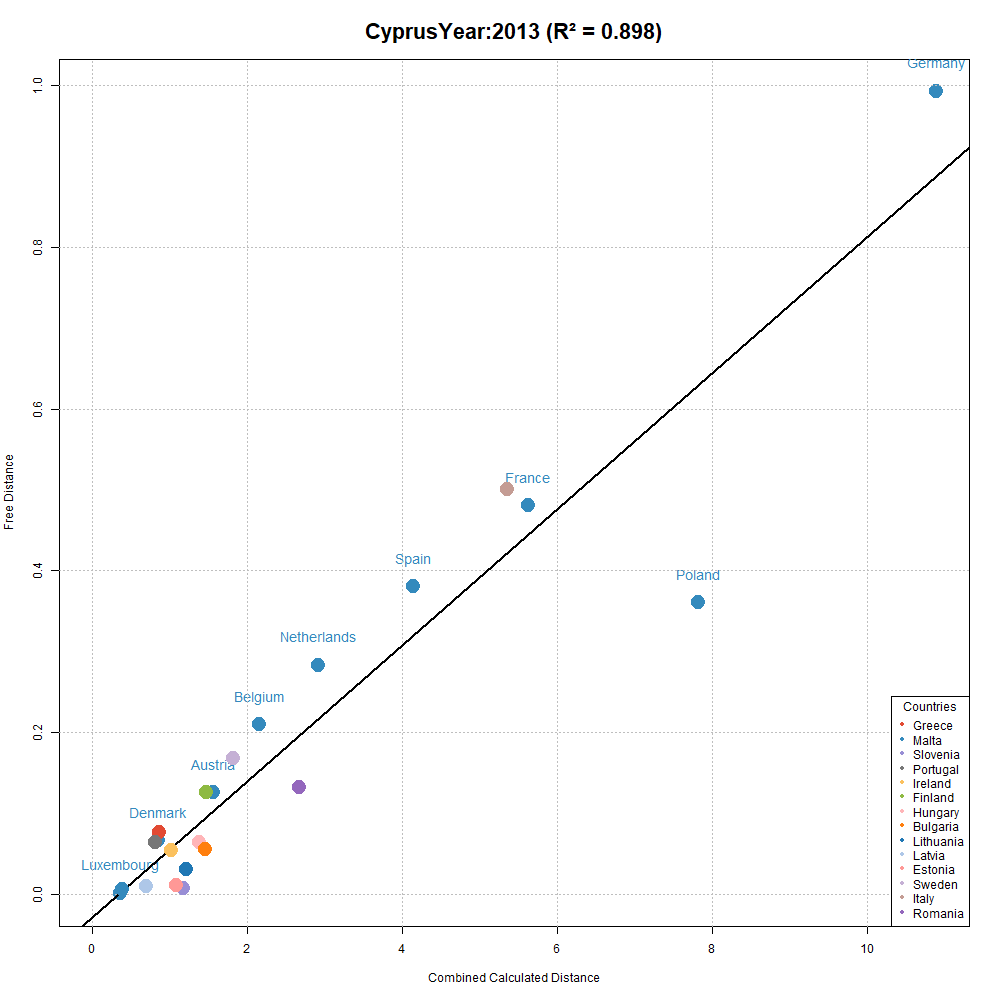 CyprusYear:2013 (R² = 0.898)
Germany
1.0
0.8
0.6
France
Free Distance
Spain
Poland
0.4
Netherlands
Belgium
0.2
Austria
Denmark
Luxembourg
0.0
Countries
Greece
Malta
Slovenia
Portugal
Ireland
Finland
Hungary
Bulgaria
Lithuania
Latvia
Estonia
Sweden
Italy
Romania
0 2 4 6 8 10
Combined Calculated Distance